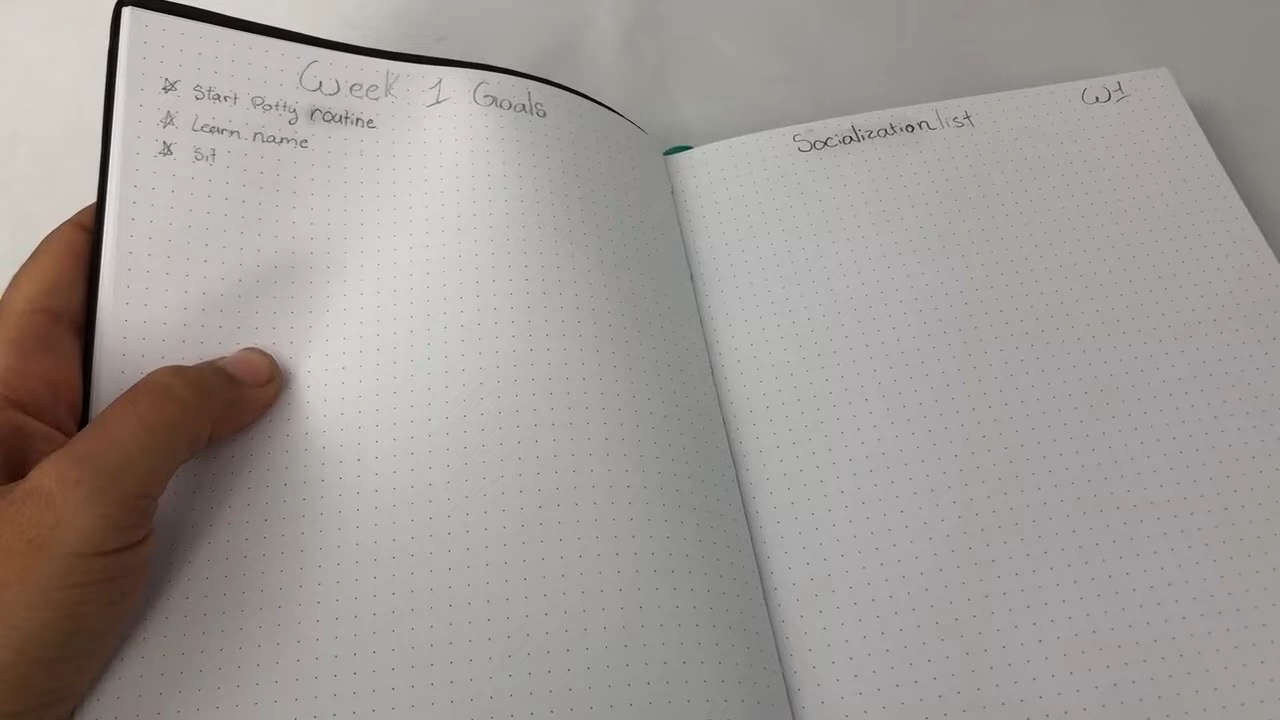 Week 1 Goals
Start Potty routine
Learn name
Sit
W1
Socialization list